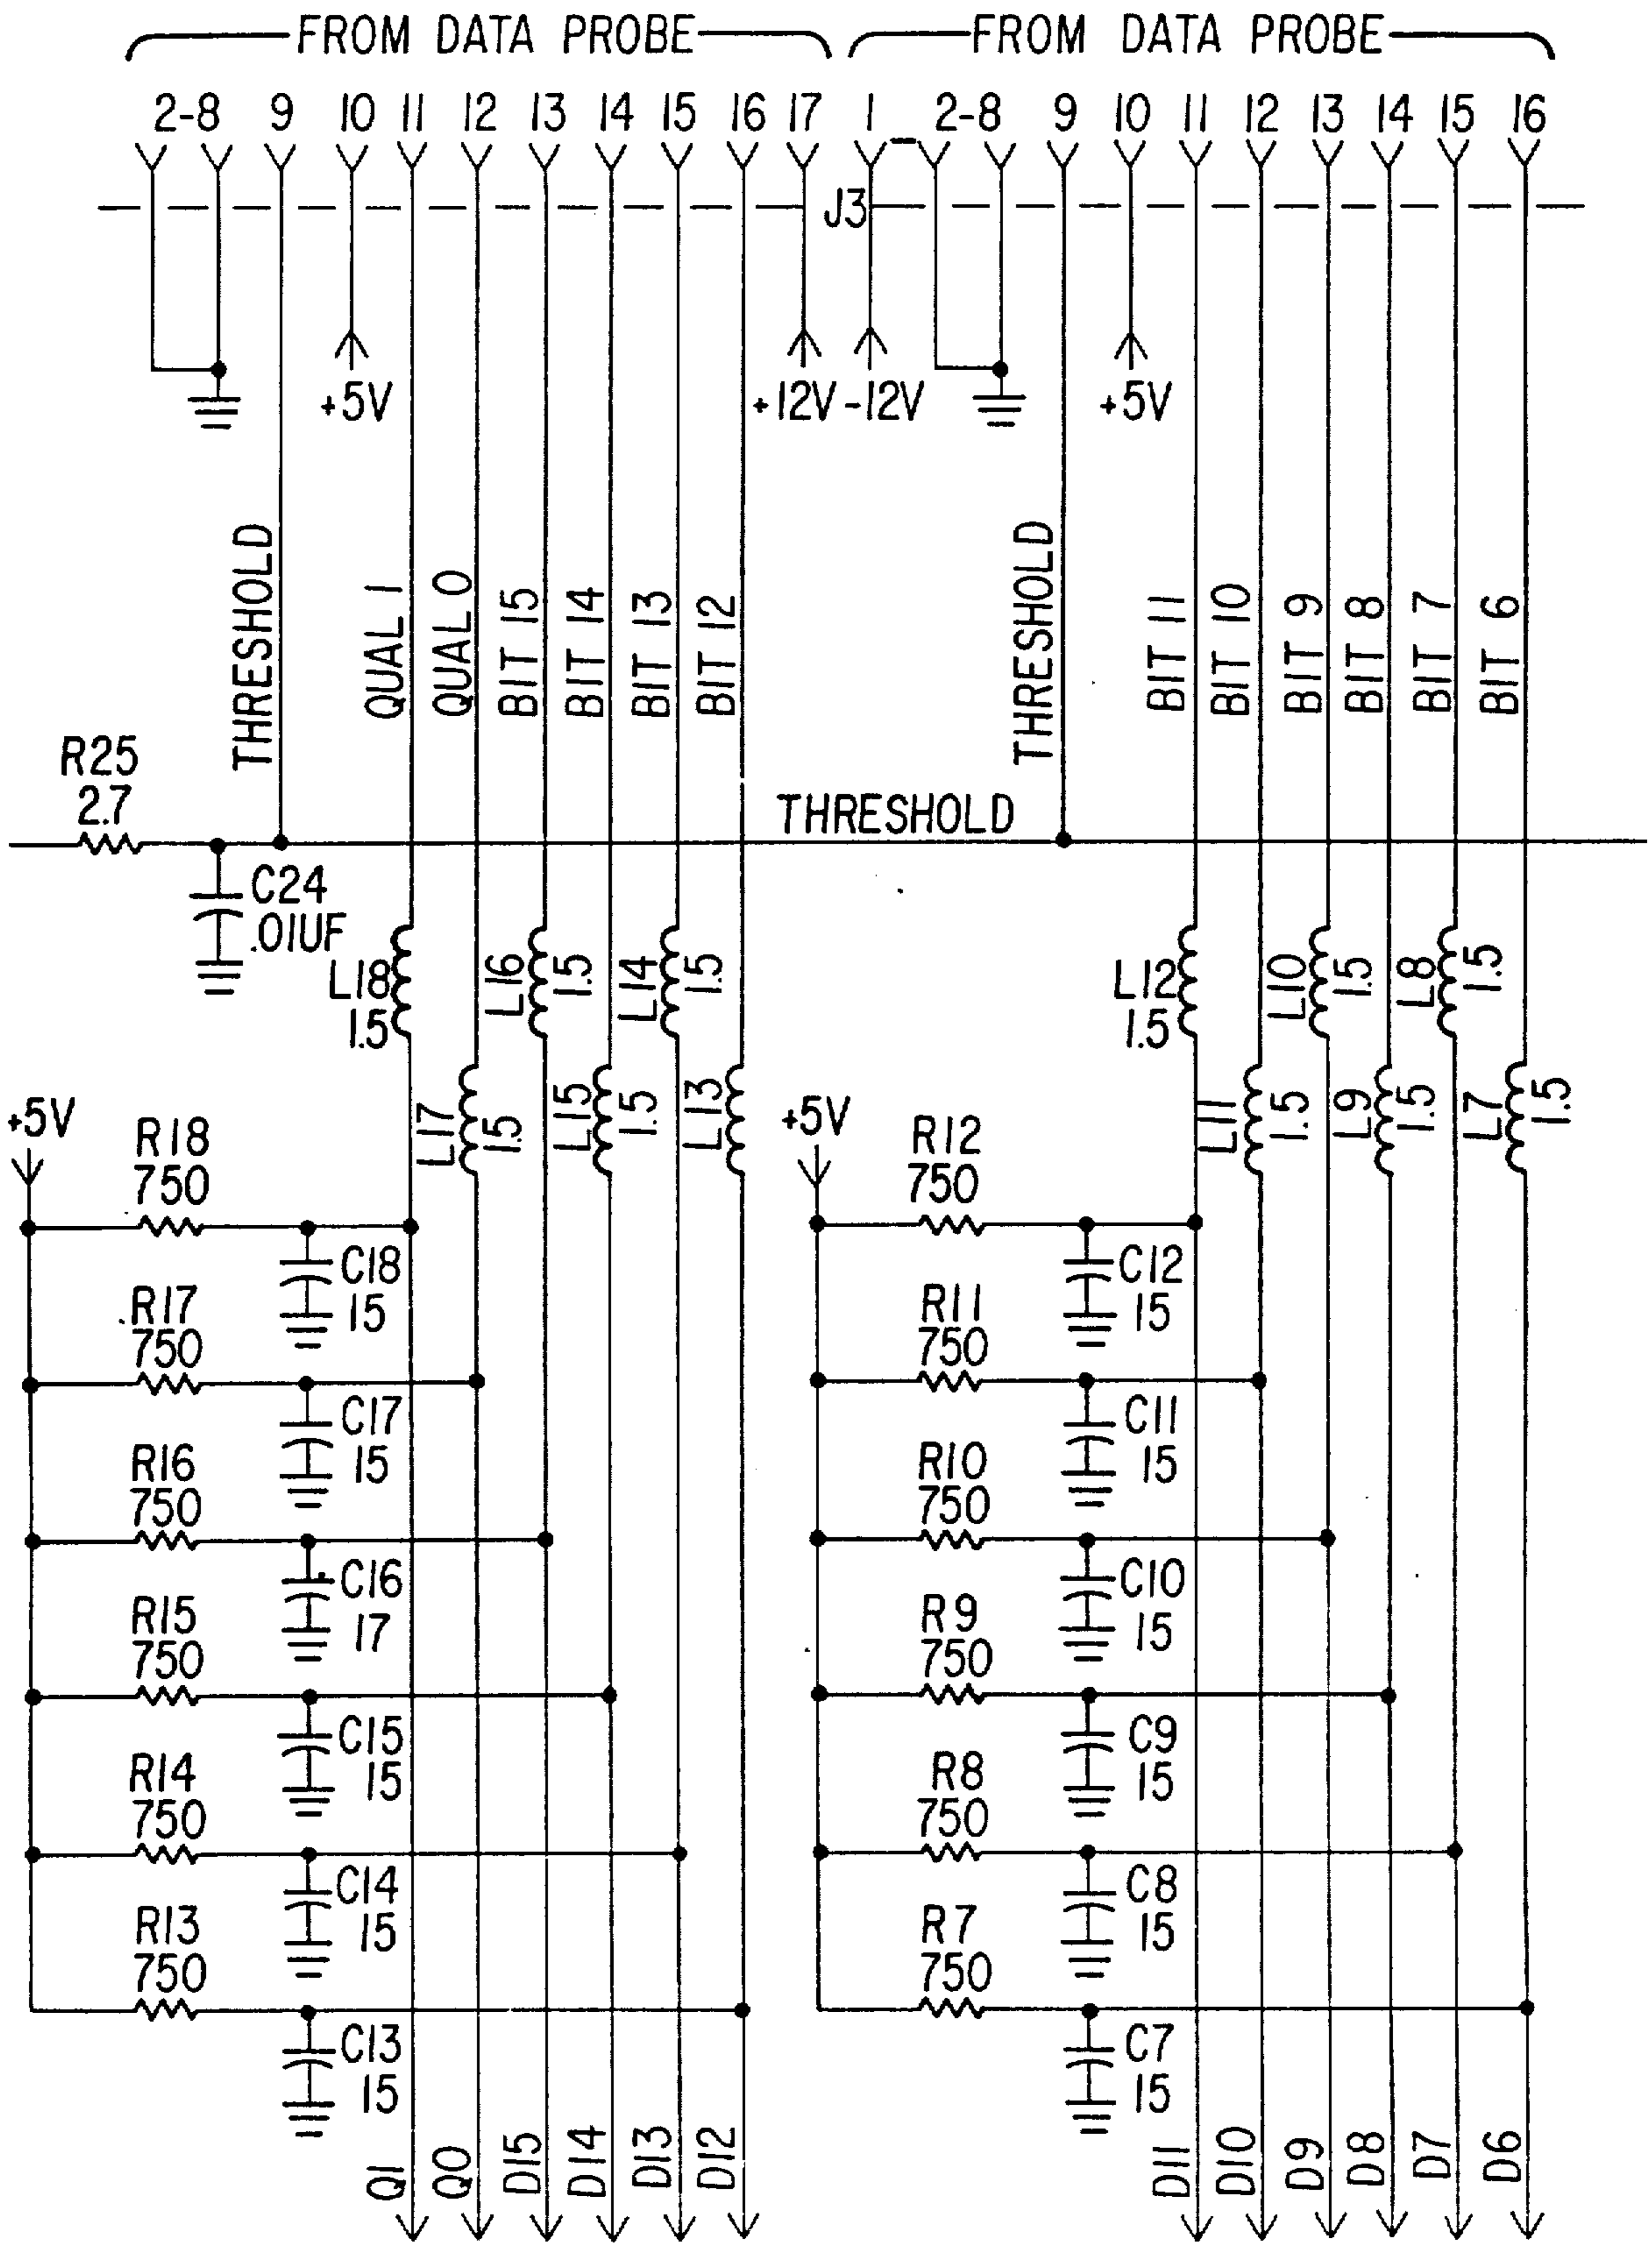 FROM DATA PROBE FROM DATA PROBE
2-8 9 10 11 12 13 14 15 16 17 1 2-8 9 10 11 12 13 14 15 16
J3
+5V +12V -12V +5V
THRESHOLD
QUAL 1
QUAL 0
BIT 15
BIT 14
BIT 13
BIT 12
THRESHOLD
BIT 11
BIT 10
BIT 9
BIT 8
BIT 7
BIT 6
R25
2.7
THRESHOLD
C24
.01UF
L18
1.5
L16
1.5
L14
1.5
L12
1.5
L10
1.5
L8
1.5
L17
1.5
L15
1.5
L13
L11
1.5
L9
1.5
L7
1.5
+5V
R18
750
C18
15
R17
750
C17
15
R16
750
C16
17
R15
750
C15
15
R14
750
C14
15
R13
750
C13
15
+5V
R12
750
C12
15
R11
750
C11
15
R10
750
C10
15
R9
750
C9
15
R8
750
C8
15
R7
750
C7
15
Q1
Q0
D15
D14
D13
D12
D11
D10
D9
D8
D7
D6